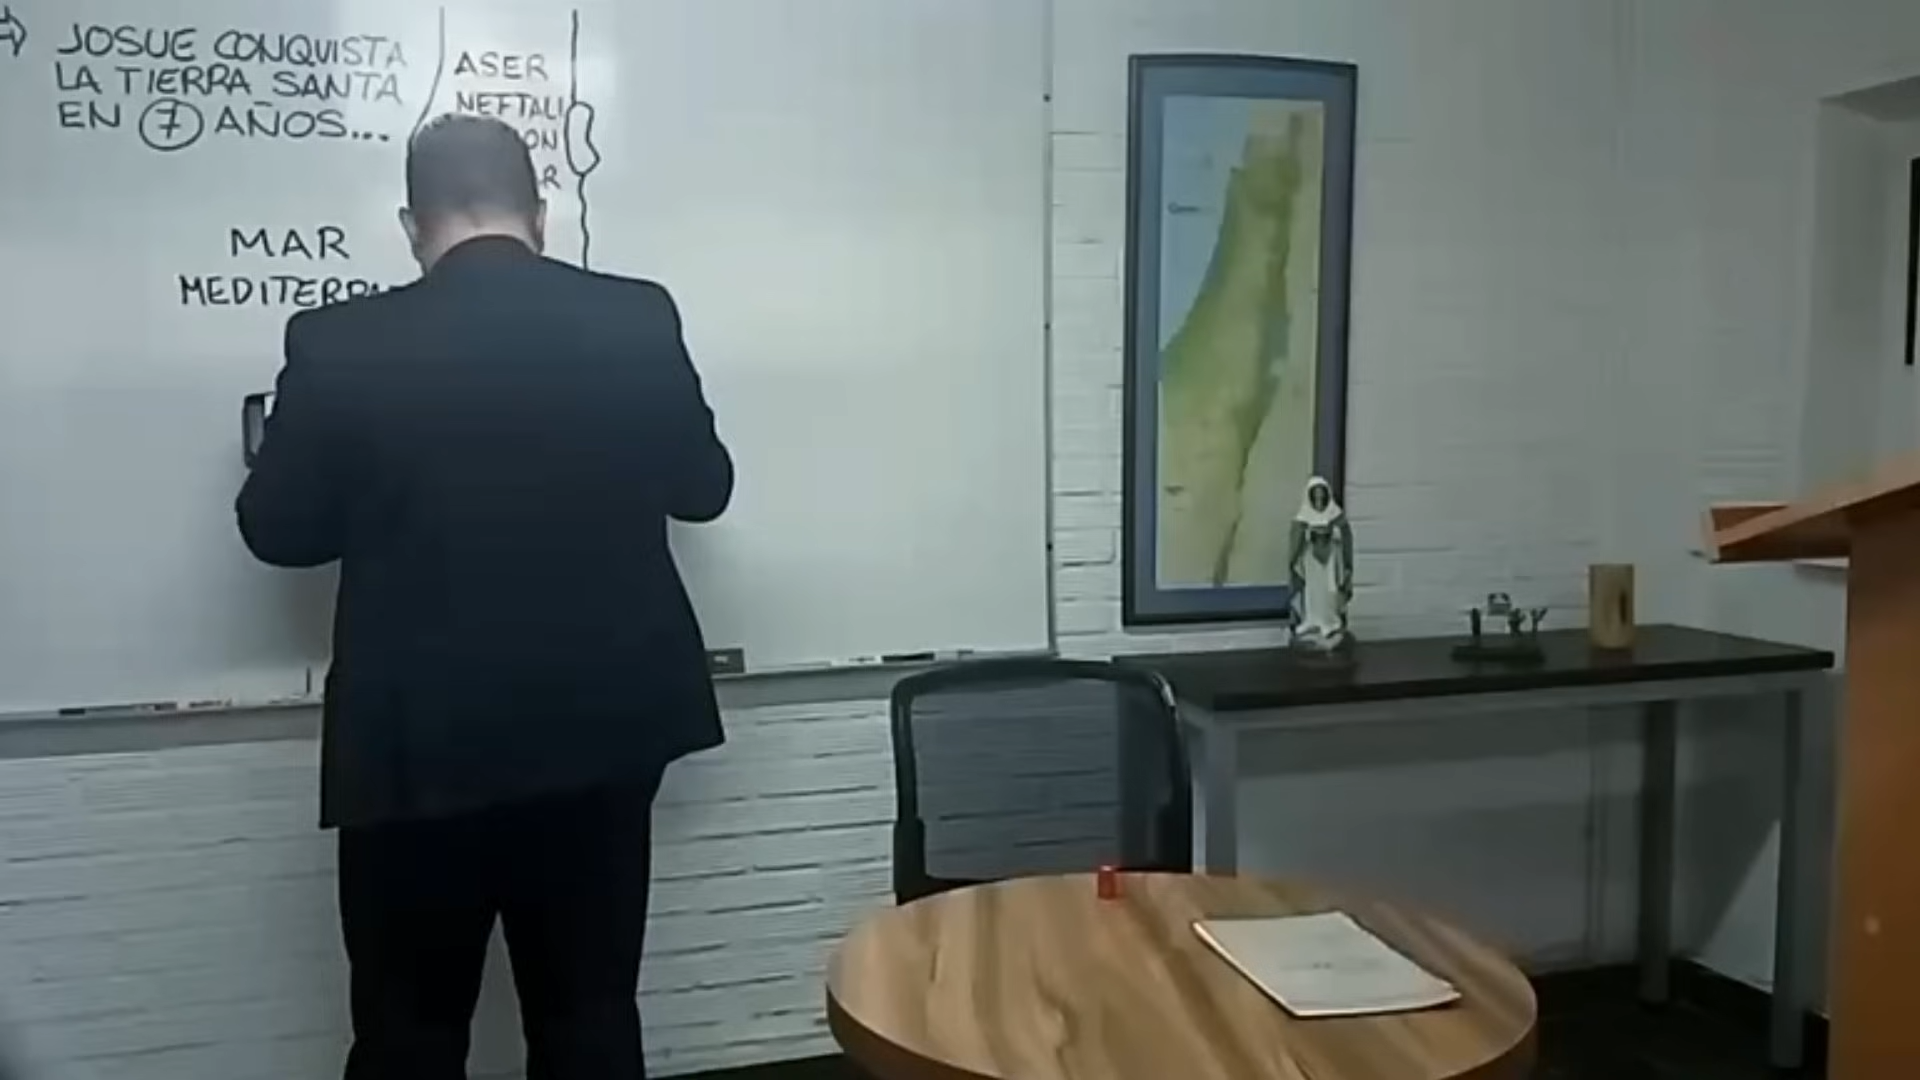 JOSUE CONQUISTA
LA TIERRA SANTA
EN 7 AÑOS...
ASER
NEFTALI
MAR